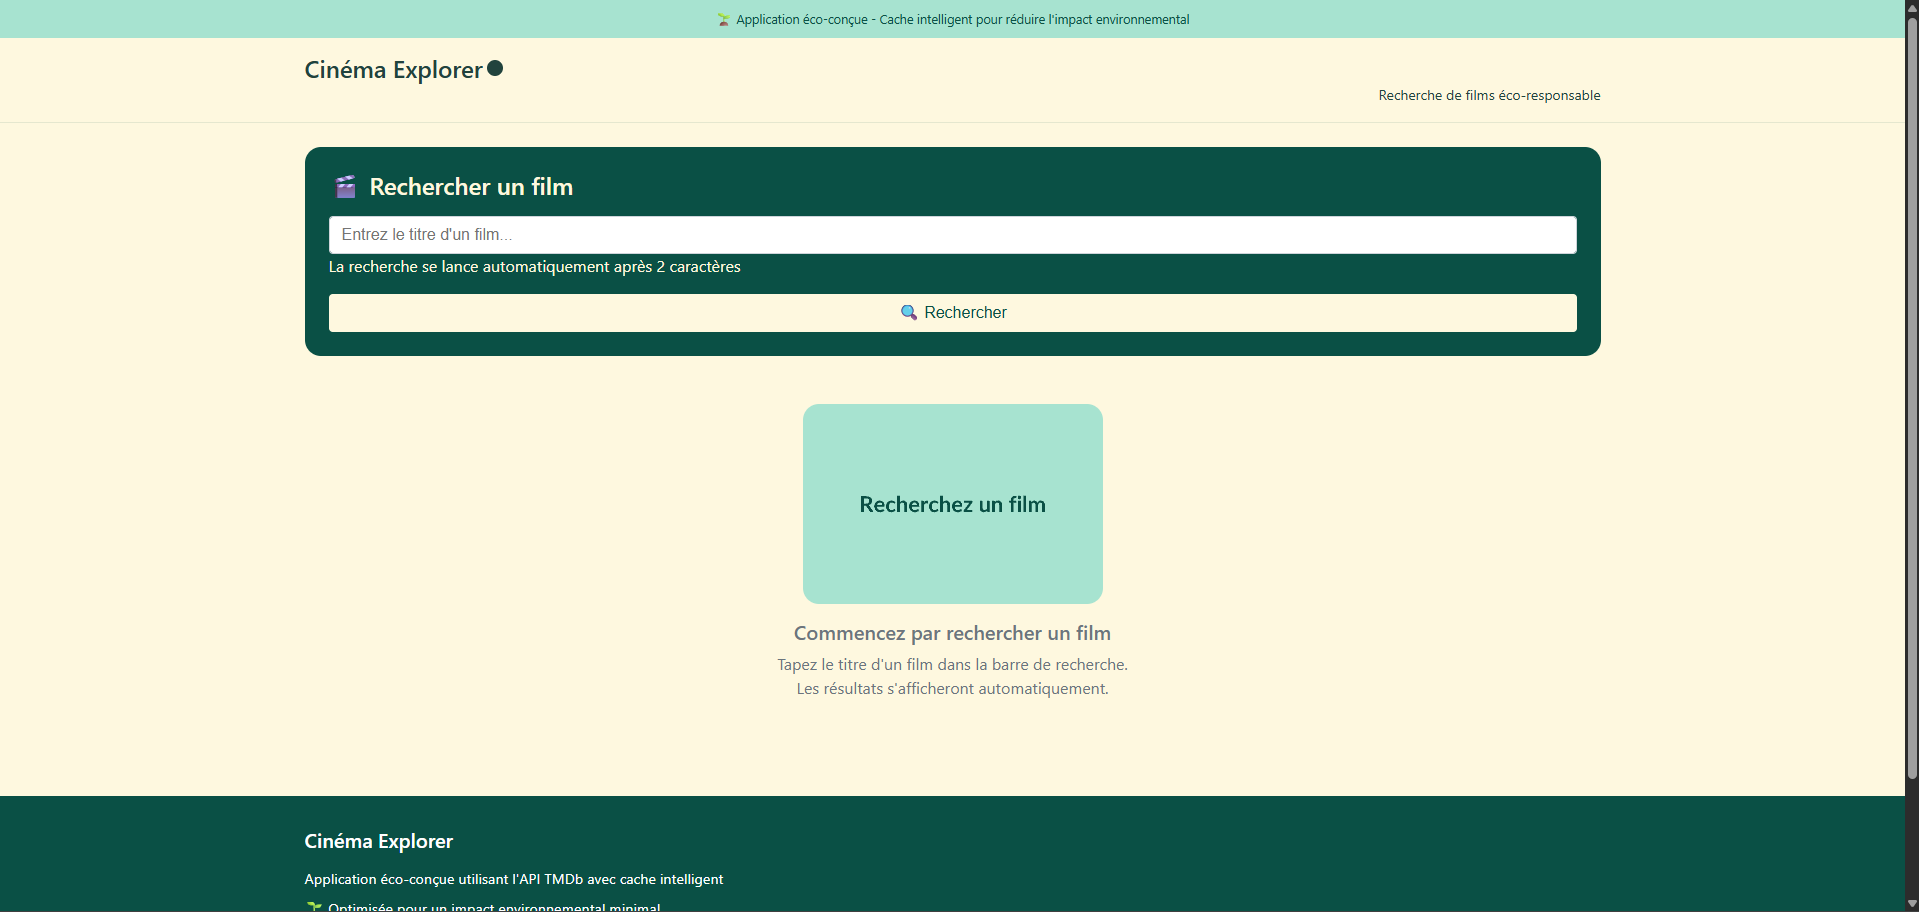 Application éco-conçue - Cache intelligent pour réduire l'impact environnemental
Cinéma Explorer
Recherche de films éco-responsable
Rechercher un film
Entrez le titre d'un film...
La recherche se lance automatiquement après 2 caractères
Rechercher
Recherchez un film
Commencez par rechercher un film
Tapez le titre d'un film dans la barre de recherche.
Les résultats s'afficheront automatiquement.
Cinéma Explorer
Application éco-conçue utilisant l'API TMDb avec cache intelligent
Optimisée pour un impact environnemental minimal